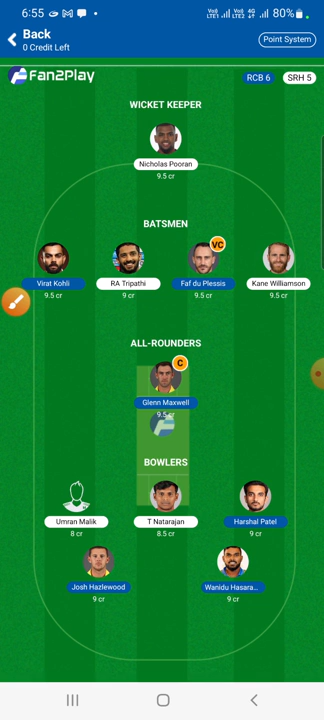 6:55
80%
Back
0 Credit Left
Point System
Fan2Play
RCB 6
SRH 5
WICKET KEEPER
Nicholas Pooran
9.5 cr
BATSMEN
VC
Virat Kohli
RA Tripathi
Faf du Plessis
Kane Williamson
9.5 cr
9 cr
9.5 cr
9.5 cr
ALL-ROUNDERS
C
Glenn Maxwell
9.5 cr
BOWLERS
Umran Malik
T Natarajan
Harshal Patel
8 cr
8.5 cr
9 cr
Josh Hazlewood
Wanidu Hasara...
9 cr
9 cr